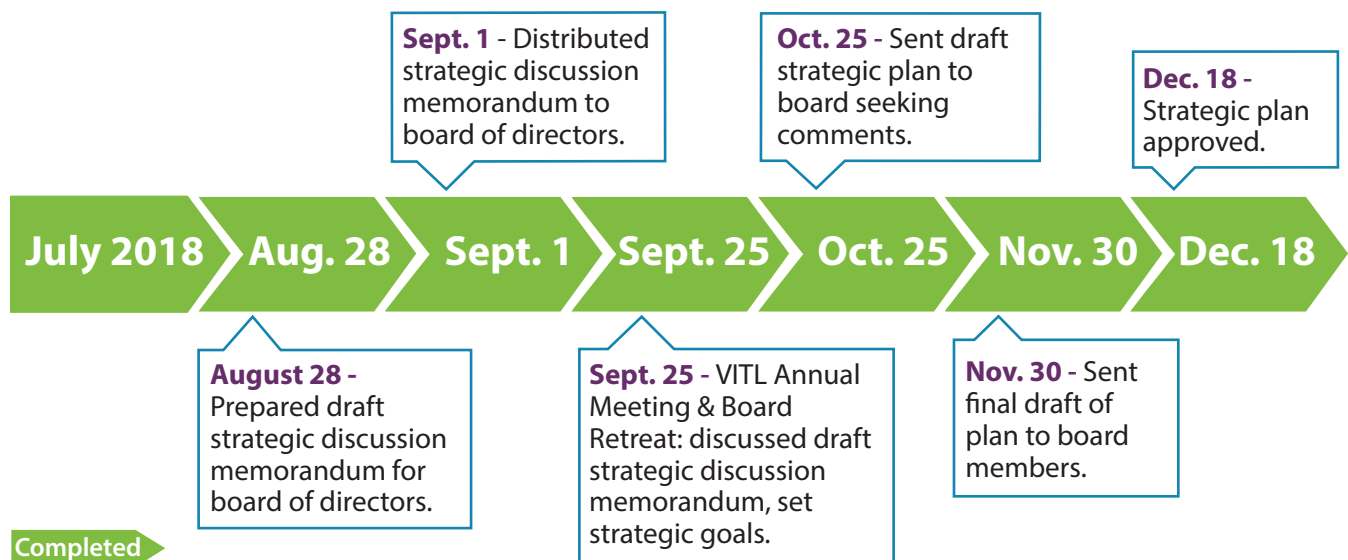 Sept. 1 - Distributed
strategic discussion
memorandum to
board of directors.
Oct. 25 - Sent draft
strategic plan to
board seeking
comments.
Dec. 18 -
Strategic plan
approved.
July 2018
Aug. 28
Sept. 1
Sept. 25
Oct. 25
Nov. 30
Dec. 18
August 28 -
Prepared draft
strategic discussion
memorandum for
board of directors.
Sept. 25 - VITL Annual
Meeting & Board
Retreat: discussed draft
strategic discussion
memorandum, set
strategic goals.
Nov. 30 - Sent
final draft of
plan to board
members.
Completed